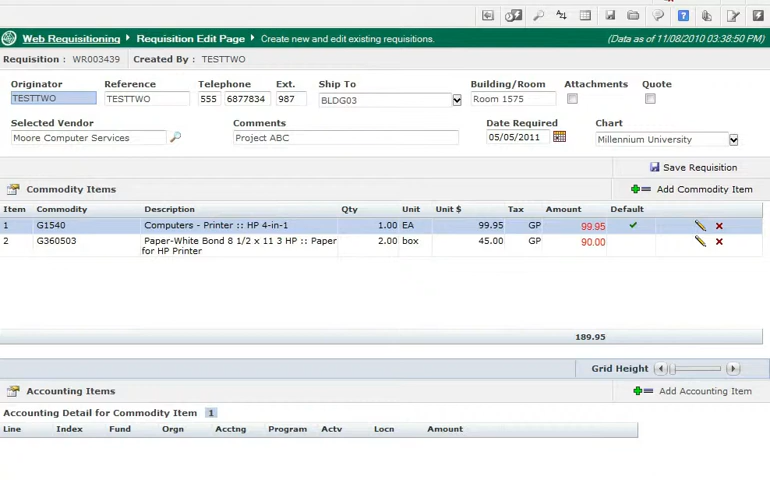 Web Requisitioning Requisition Edit Page Create new and edit existing requisitions. (Data as of 11/08/2010 03:38:50 PM)
Requisition : WR003439 Created By : TESTTWO
Originator Reference Telephone Ext. Ship To Building/Room Attachments Quote
TESTTWO TESTTWO 555 6877834 987 BLDG03 Room 1575
Selected Vendor Comments Date Required Chart
Moore Computer Services Project ABC 05/05/2011 Millennium University
Save Requisition
Commodity Items Add Commodity Item
Item Commodity Description Qty Unit Unit $ Tax Amount Default
1 G1540 Computers - Printer :: HP 4-in-1 1.00 EA 99.95 GP 99.95
2 G360503 Paper-White Bond 8 1/2 x 11 3 HP :: Paper 2.00 box 45.00 GP 90.00
for HP Printer
189.95
Grid Height
Accounting Items Add Accounting Item
Accounting Detail for Commodity Item 1
Line Index Fund Orgn Acctng Program Actv Locn Amount